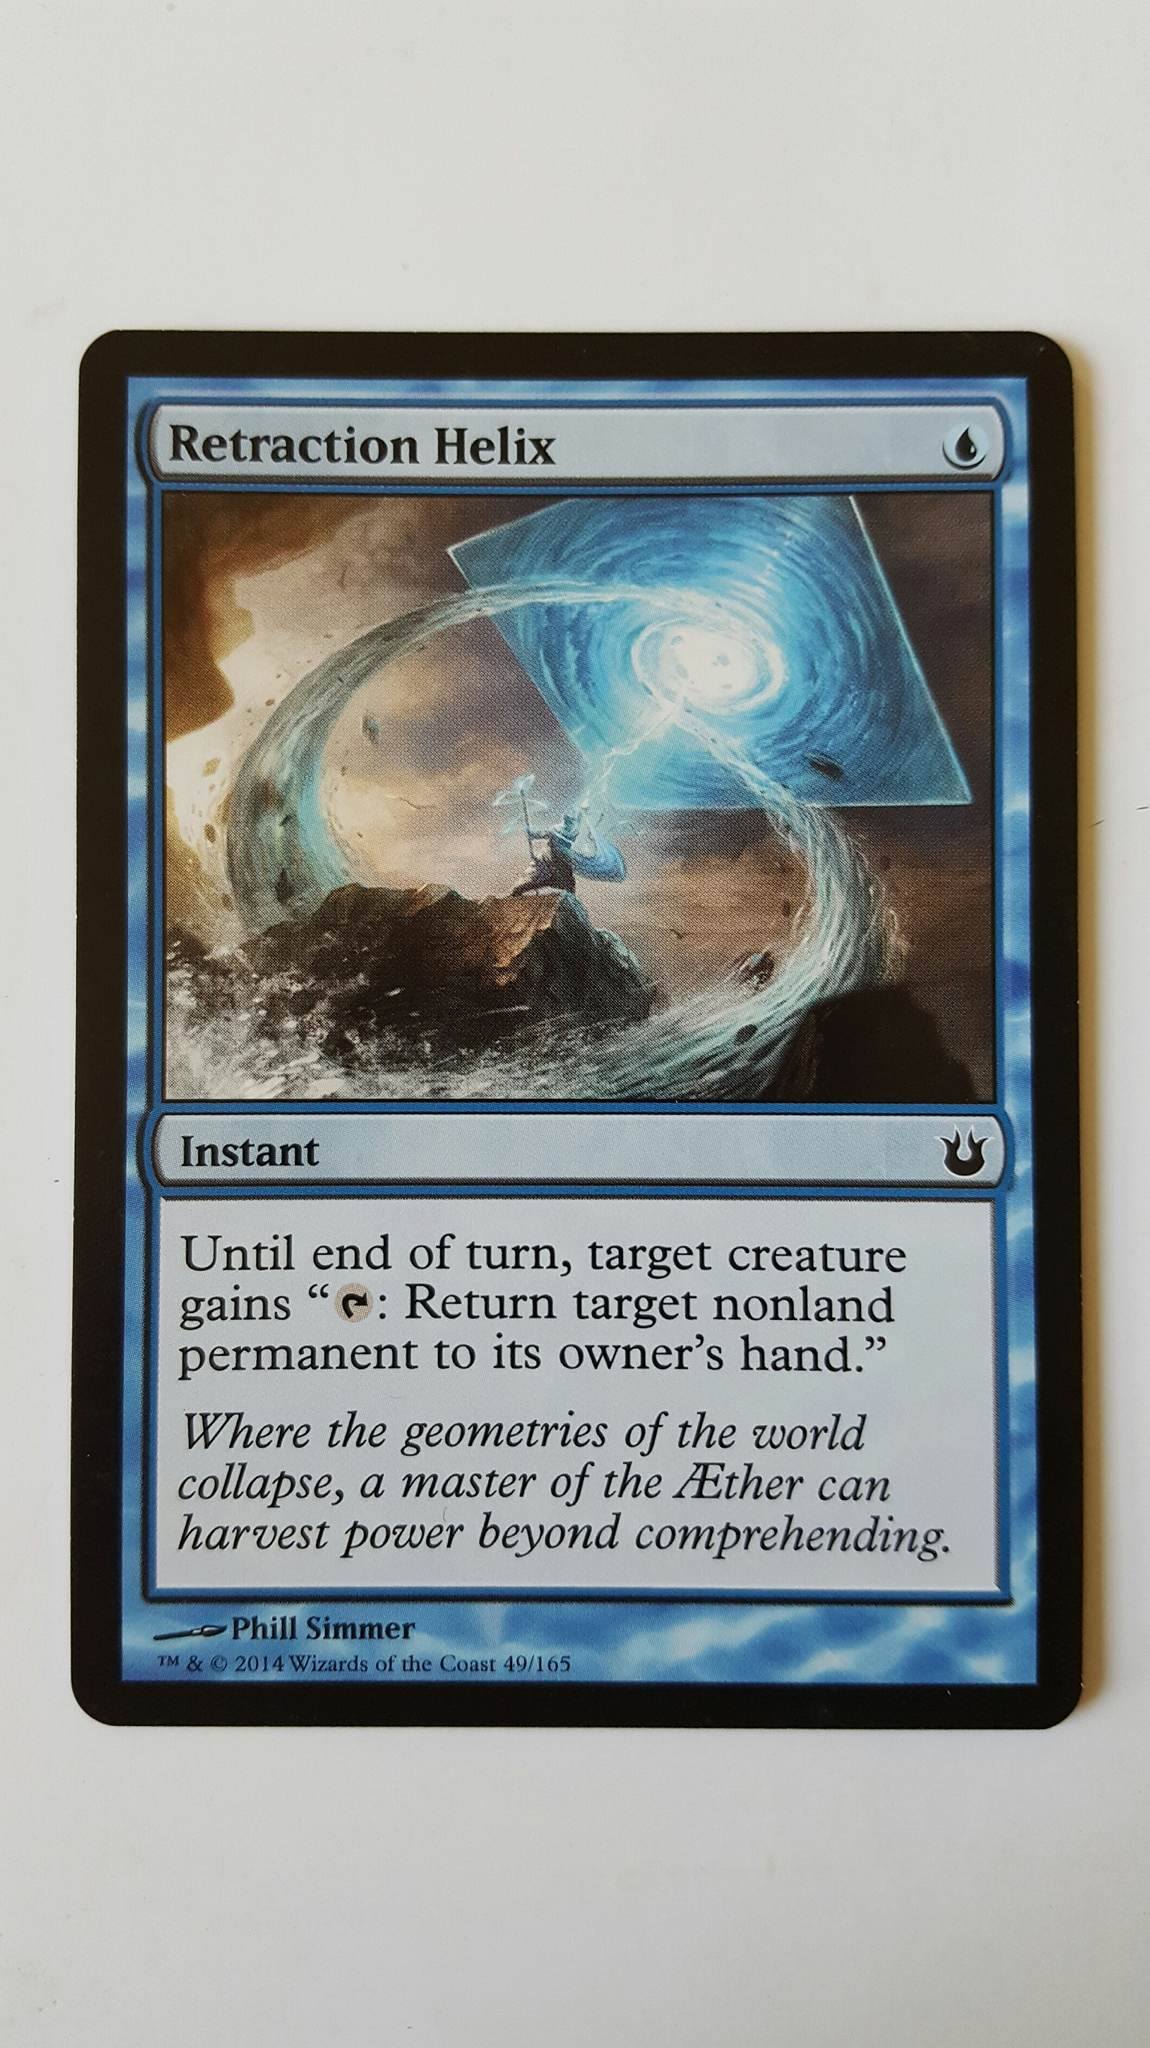 Retraction Helix
Instant
Until end of turn, target creature
gains “: Return target nonland
permanent to its owner’s hand.”
Where the geometries of the world
collapse, a master of the Æther can
harvest power beyond comprehending.
Phill Simmer
™ & © 2014 Wizards of the Coast 49/165